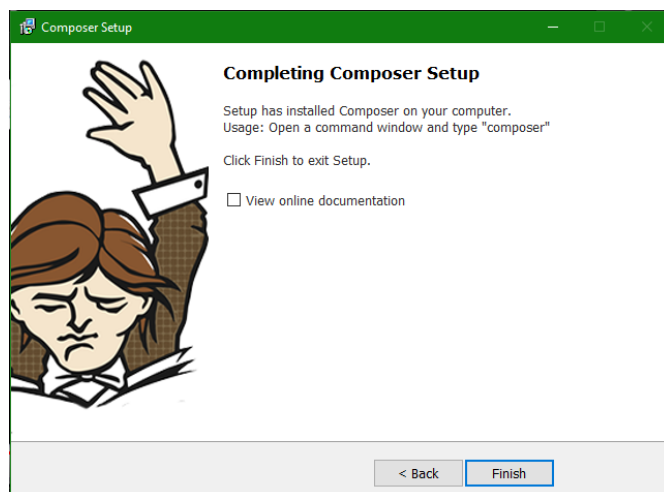 Composer Setup
Completing Composer Setup
Setup has installed Composer on your computer.
Usage: Open a command window and type "composer"
Click Finish to exit Setup.
View online documentation
< Back
Finish